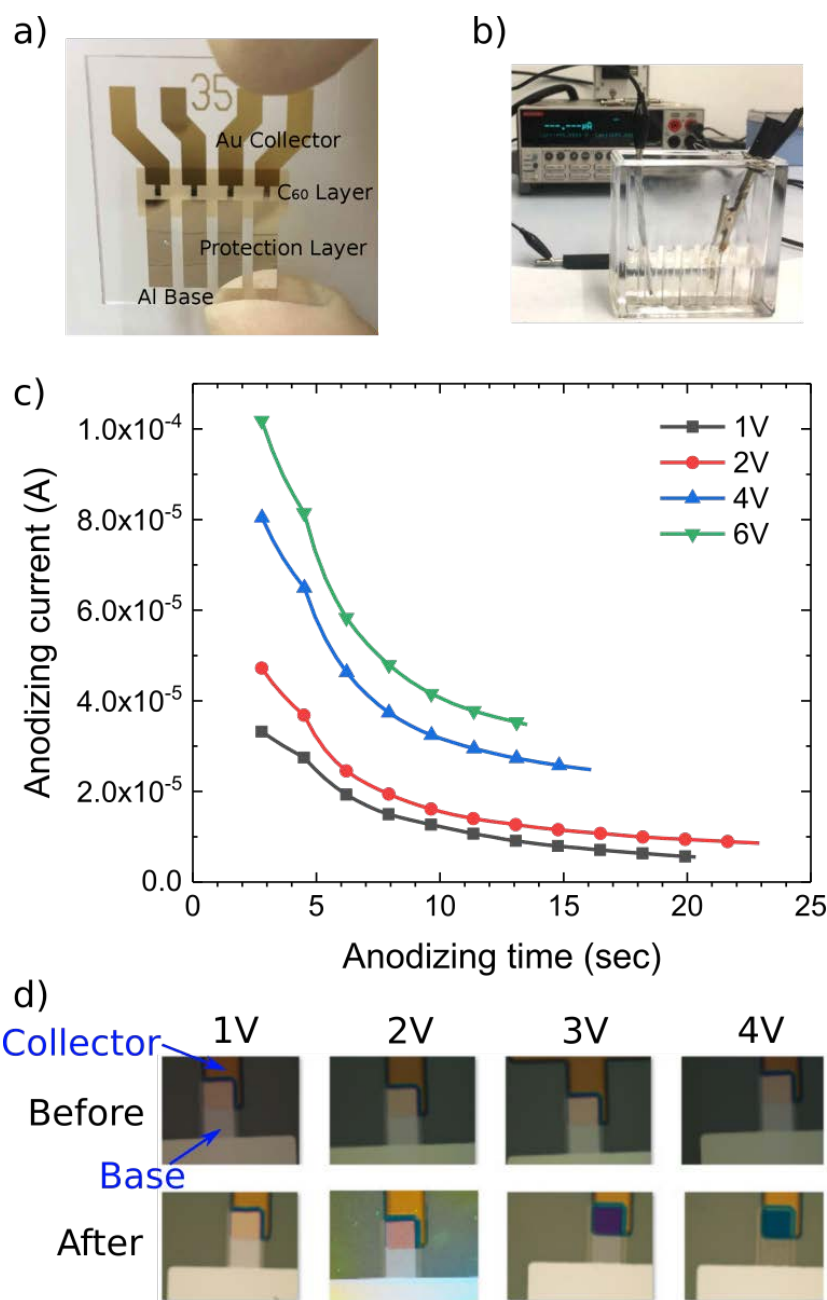 a)
35
Au Collector
C₆₀ Layer
Protection Layer
Al Base
b)
c)
Anodizing current (A)
1.0x10⁻⁴
8.0x10⁻⁵
6.0x10⁻⁵
4.0x10⁻⁵
2.0x10⁻⁵
0.0
1V
2V
4V
6V
0 5 10 15 20 25
Anodizing time (sec)
d)
1V 2V 3V 4V
Collector
Before
Base
After